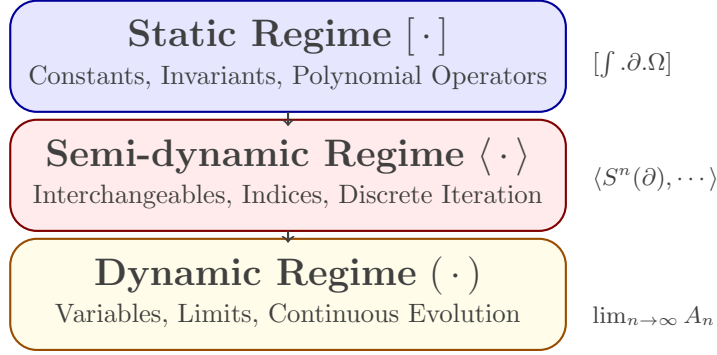 Static Regime [ · ]
Constants, Invariants, Polynomial Operators
[∫ .∂.Ω]
Semi-dynamic Regime ⟨ · ⟩
Interchangeables, Indices, Discrete Iteration
⟨Sⁿ(∂), ⋯⟩
Dynamic Regime ( · )
Variables, Limits, Continuous Evolution
lim_{n→∞} A_n